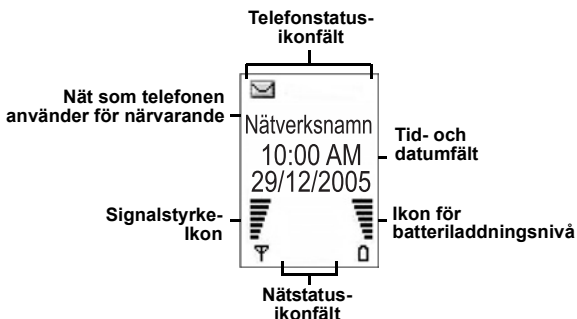 Telefonstatus-
ikonfält
Nät som telefonen
använder för närvarande
Nätverksnamn
10:00 AM
29/12/2005
Tid- och
datumfält
Signalstyrke-
Ikon
Ikon för
batteriladdningsnivå
Nätstatus-
ikonfält